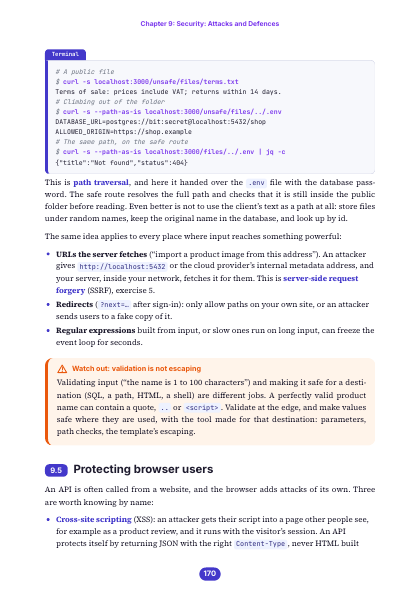 Chapter 9: Security: Attacks and Defences
Terminal
# A public file
$ curl -s localhost:3000/unsafe/files/terms.txt
Terms of sale: prices include VAT; returns within 14 days.
# Climbing out of the folder
$ curl -s --path-as-is localhost:3000/unsafe/files/../.env
DATABASE_URL=postgres://bit:secret@localhost:5432/shop
ALLOWED_ORIGIN=https://shop.example
# The same path, on the safe route
$ curl -s --path-as-is localhost:3000/files/../.env | jq -c
{"title":"Not found","status":404}
This is path traversal, and here it handed over the .env file with the database pass-
word. The safe route resolves the full path and checks that it is still inside the public
folder before reading. Even better is not to use the client's text as a path at all: store files
under random names, keep the original name in the database, and look up by id.
The same idea applies to every place where input reaches something powerful:
• URLs the server fetches ("import a product image from this address"). An attacker
gives http://localhost:5432 or the cloud provider's internal metadata address, and
your server, inside your network, fetches it for them. This is server-side request
forgery (SSRF), exercise 5.
• Redirects (?next=… after sign-in): only allow paths on your own site, or an attacker
sends users to a fake copy of it.
• Regular expressions built from input, or slow ones run on long input, can freeze the
event loop for seconds.
Watch out: validation is not escaping
Validating input ("the name is 1 to 100 characters") and making it safe for a desti-
nation (SQL, a path, HTML, a shell) are different jobs. A perfectly valid product
name can contain a quote, .. or <script>. Validate at the edge, and make values
safe where they are used, with the tool made for that destination: parameters,
path checks, the template's escaping.
9.5 Protecting browser users
An API is often called from a website, and the browser adds attacks of its own. Three
are worth knowing by name:
• Cross-site scripting (XSS): an attacker gets their script into a page other people see,
for example as a product review, and it runs with the visitor's session. An API
protects itself by returning JSON with the right Content-Type, never HTML built
170